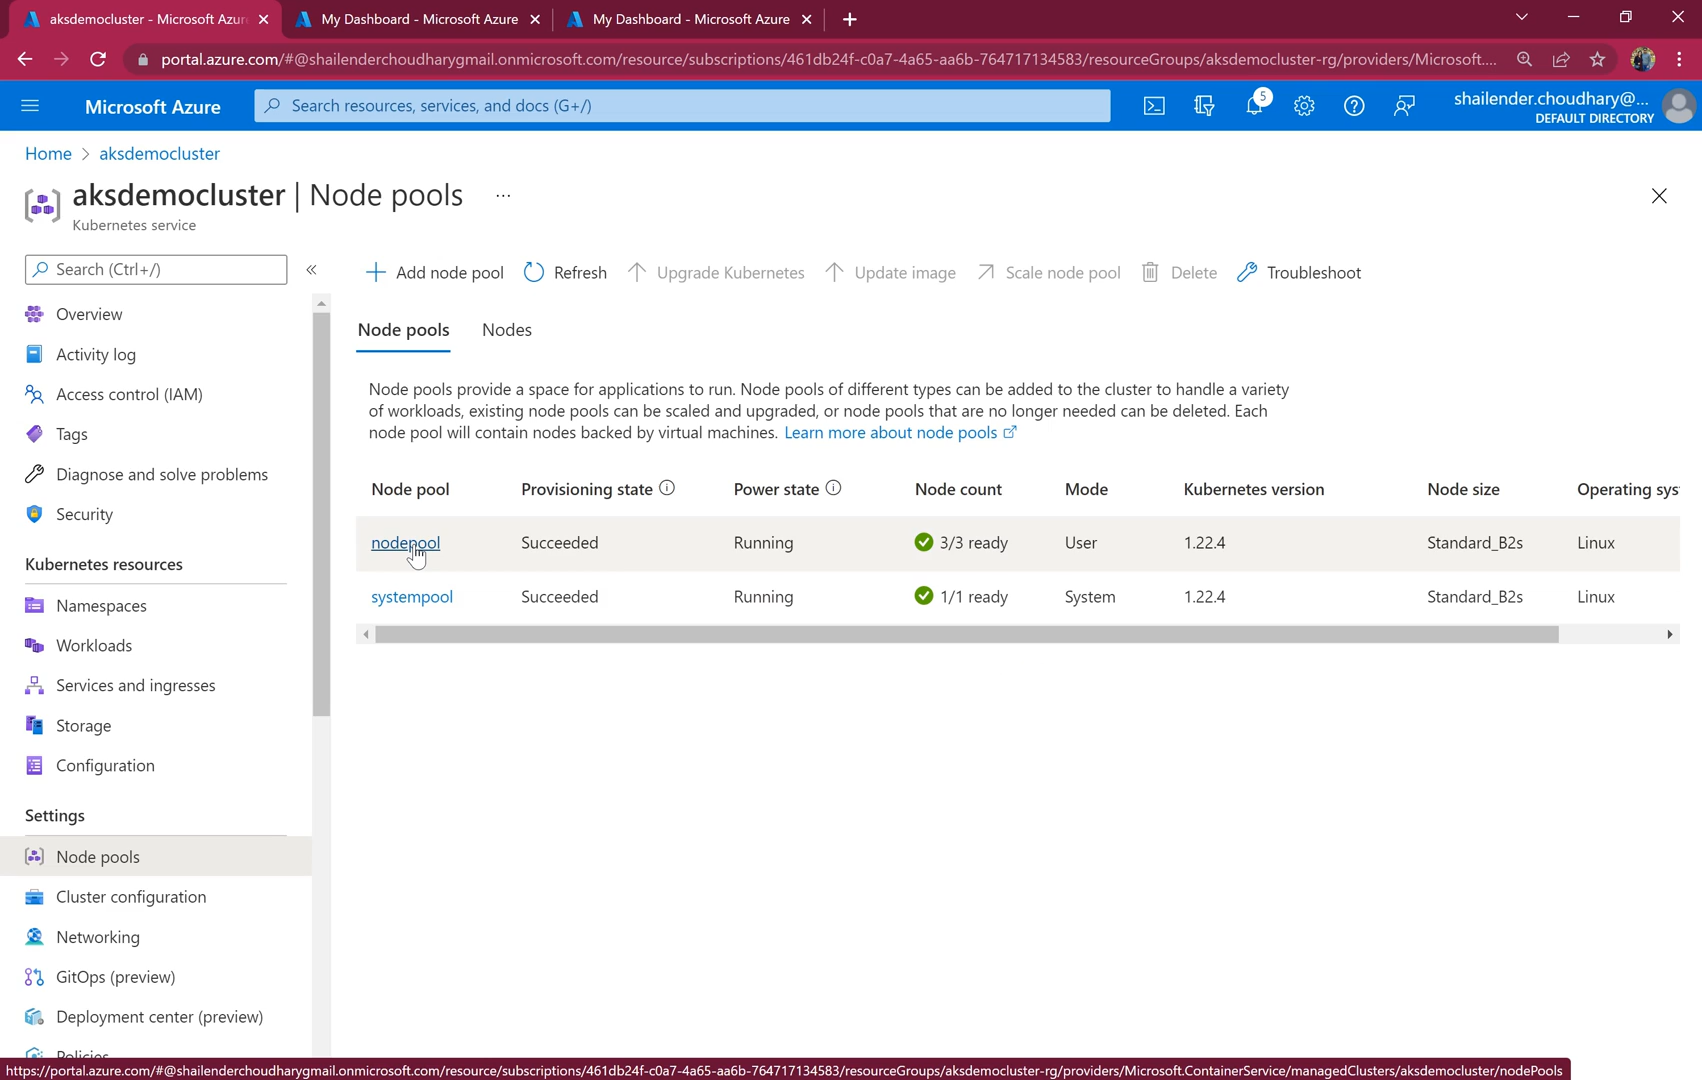 aksdemocluster - Microsoft Azu
My Dashboard - Microsoft Azure
My Dashboard - Microsoft Azure
portal.azure.com/#@shailenderchoudharygmail.onmicrosoft.com/resource/subscriptions/461db24f-c0a7-4a65-aa6b-764717134583/resourceGroups/aksdemocluster-rg/providers/Microsoft....
Microsoft Azure
Search resources, services, and docs (G+/)
5
shailender.choudhary@...
DEFAULT DIRECTORY
Home > aksdemocluster
aksdemocluster | Node pools ...
Kubernetes service
Search (Ctrl+/)
«
Add node pool
Refresh
Upgrade Kubernetes
Update image
Scale node pool
Delete
Troubleshoot
Overview
Activity log
Access control (IAM)
Tags
Diagnose and solve problems
Security
Kubernetes resources
Namespaces
Workloads
Services and ingresses
Storage
Configuration
Settings
Node pools
Cluster configuration
Networking
GitOps (preview)
Deployment center (preview)
Policies
Node pools Nodes
Node pools provide a space for applications to run. Node pools of different types can be added to the cluster to handle a variety
of workloads, existing node pools can be scaled and upgraded, or node pools that are no longer needed can be deleted. Each
node pool will contain nodes backed by virtual machines. Learn more about node pools
Node pool Provisioning state Power state Node count Mode Kubernetes version Node size Operating sys
nodepool Succeeded Running 3/3 ready User 1.22.4 Standard_B2s Linux
systempool Succeeded Running 1/1 ready System 1.22.4 Standard_B2s Linux
https://portal.azure.com/#@shailenderchoudharygmail.onmicrosoft.com/resource/subscriptions/461db24f-c0a7-4a65-aa6b-764717134583/resourceGroups/aksdemocluster-rg/providers/Microsoft.ContainerService/managedClusters/aksdemocluster/nodePools